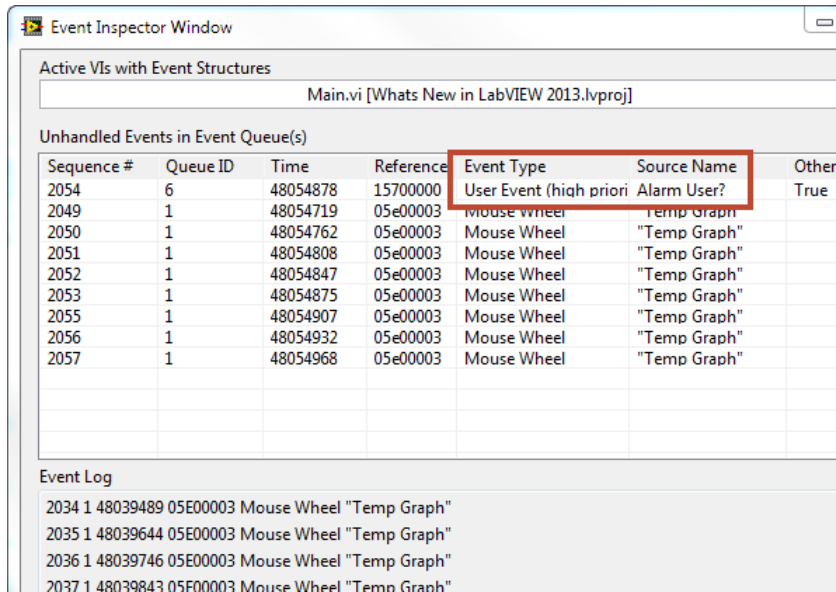 Event Inspector Window
Active VIs with Event Structures
Main.vi [Whats New in LabVIEW 2013.lvproj]
Unhandled Events in Event Queue(s)
Sequence # Queue ID Time Reference Event Type Source Name Other
2054 6 48054878 15700000 User Event (high priori Alarm User? True
2049 1 48054719 05e00003 Mouse Wheel "Temp Graph"
2050 1 48054762 05e00003 Mouse Wheel "Temp Graph"
2051 1 48054808 05e00003 Mouse Wheel "Temp Graph"
2052 1 48054847 05e00003 Mouse Wheel "Temp Graph"
2053 1 48054875 05e00003 Mouse Wheel "Temp Graph"
2055 1 48054907 05e00003 Mouse Wheel "Temp Graph"
2056 1 48054932 05e00003 Mouse Wheel "Temp Graph"
2057 1 48054968 05e00003 Mouse Wheel "Temp Graph"
Event Log
2034 1 48039489 05E00003 Mouse Wheel "Temp Graph"
2035 1 48039644 05E00003 Mouse Wheel "Temp Graph"
2036 1 48039746 05E00003 Mouse Wheel "Temp Graph"
2037 1 48039843 05E00003 Mouse Wheel "Temp Graph"